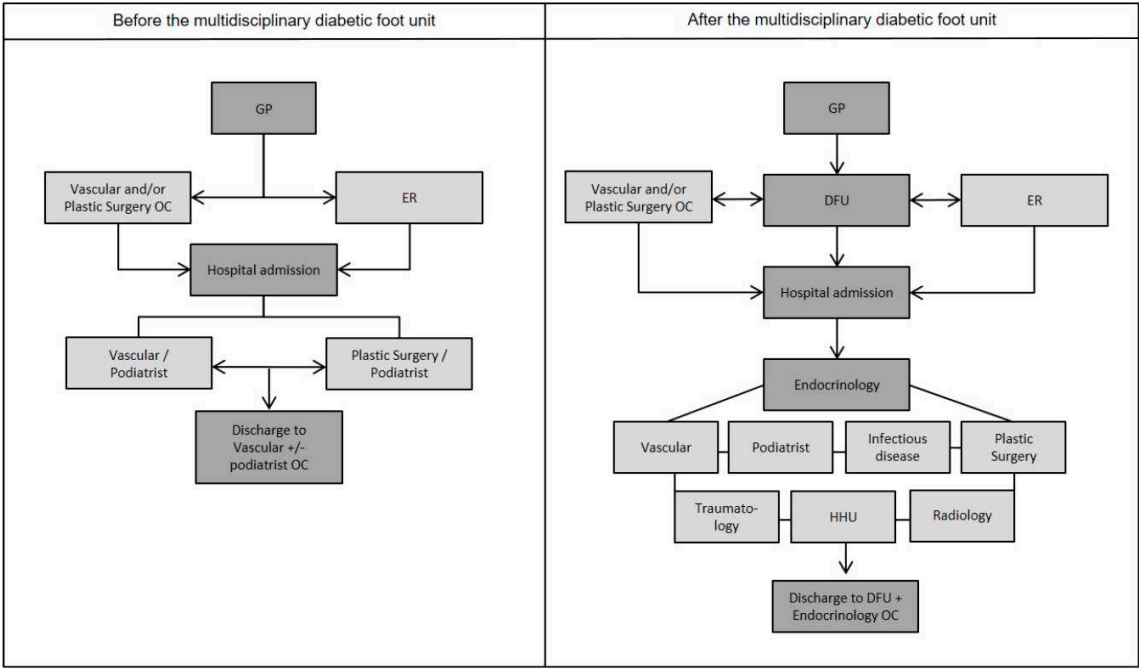 Before the multidisciplinary diabetic foot unit
GP
Vascular and/or
Plastic Surgery OC
ER
Hospital admission
Vascular /
Podiatrist
Plastic Surgery /
Podiatrist
Discharge to
Vascular +/-
podiatrist OC
After the multidisciplinary diabetic foot unit
GP
Vascular and/or
Plastic Surgery OC
DFU
ER
Hospital admission
Endocrinology
Vascular
Podiatrist
Infectious
disease
Plastic
Surgery
Traumato-
logy
HHU
Radiology
Discharge to DFU +
Endocrinology OC